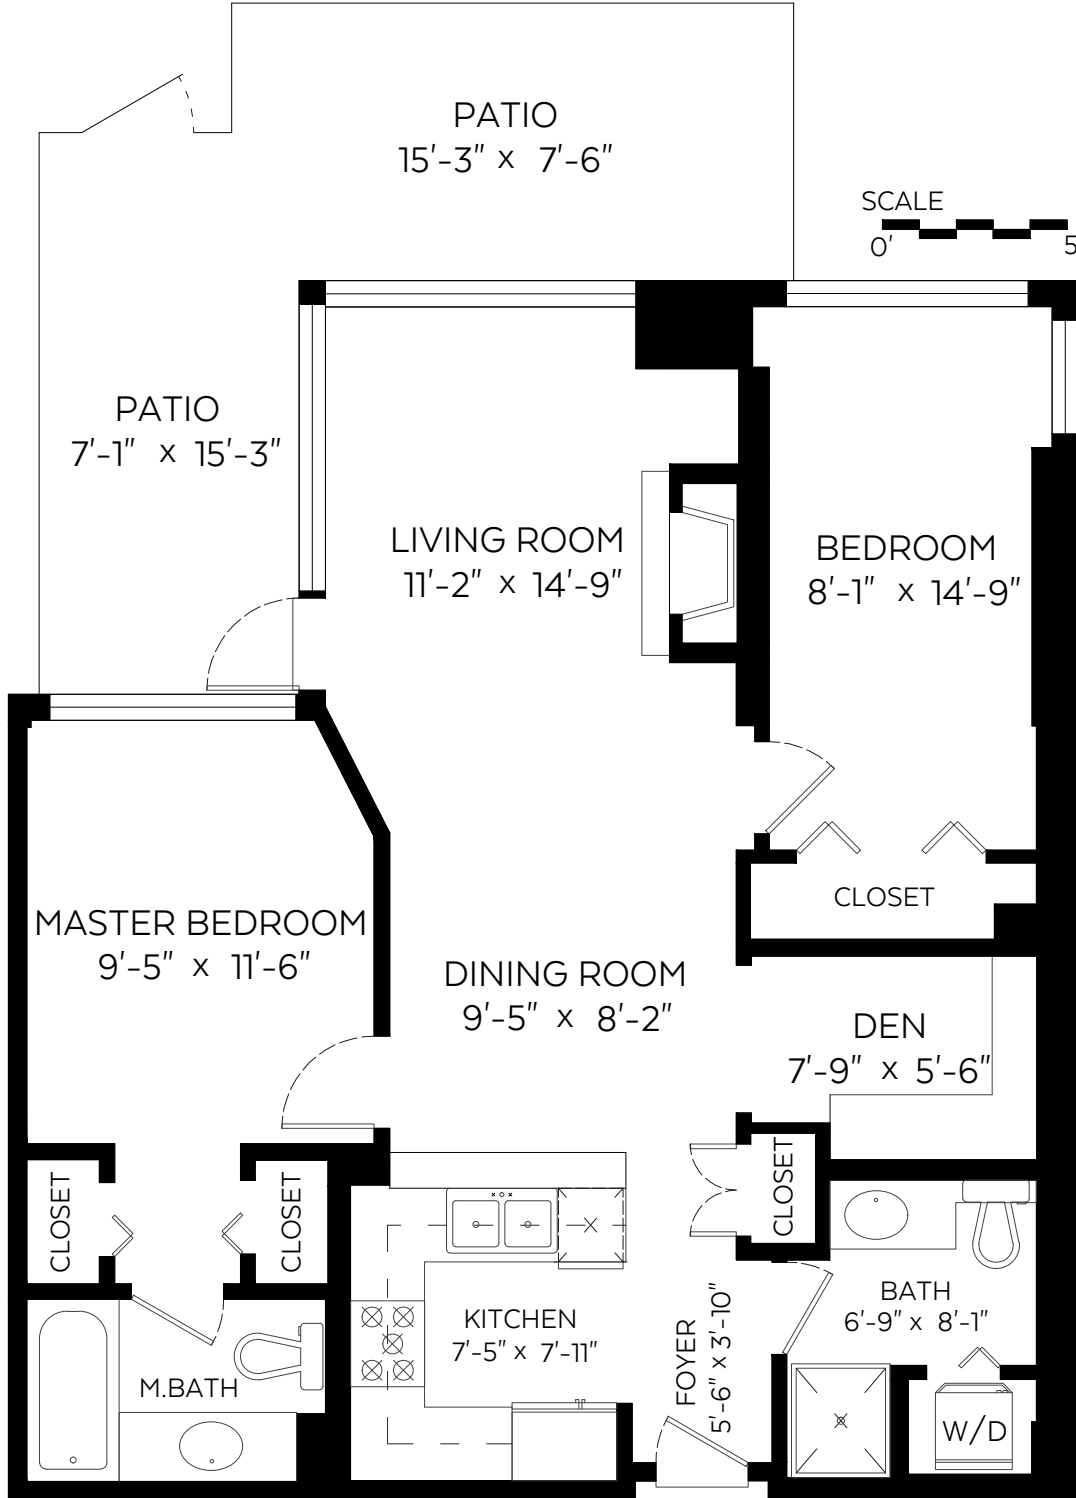 PATIO
15'-3" x 7'-6"
SCALE
0' 5
PATIO
7'-1" x 15'-3"
LIVING ROOM
11'-2" x 14'-9"
BEDROOM
8'-1" x 14'-9"
CLOSET
MASTER BEDROOM
9'-5" x 11'-6"
DINING ROOM
9'-5" x 8'-2"
DEN
7'-9" x 5'-6"
CLOSET
CLOSET
CLOSET
KITCHEN
7'-5" x 7'-11"
FOYER
5'-6" x 3'-10"
BATH
6'-9" x 8'-1"
M.BATH
W/D